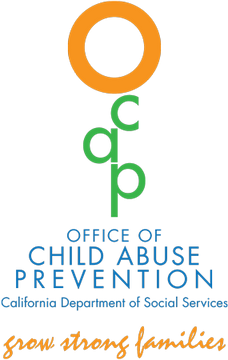 O
c
a
p
OFFICE OF
CHILD ABUSE
PREVENTION
California Department of Social Services
grow strong families